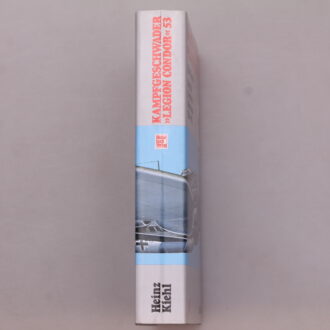 KAMPFGESCHWADER
»LEGION CONDOR« 53
Heinz
Kiehl